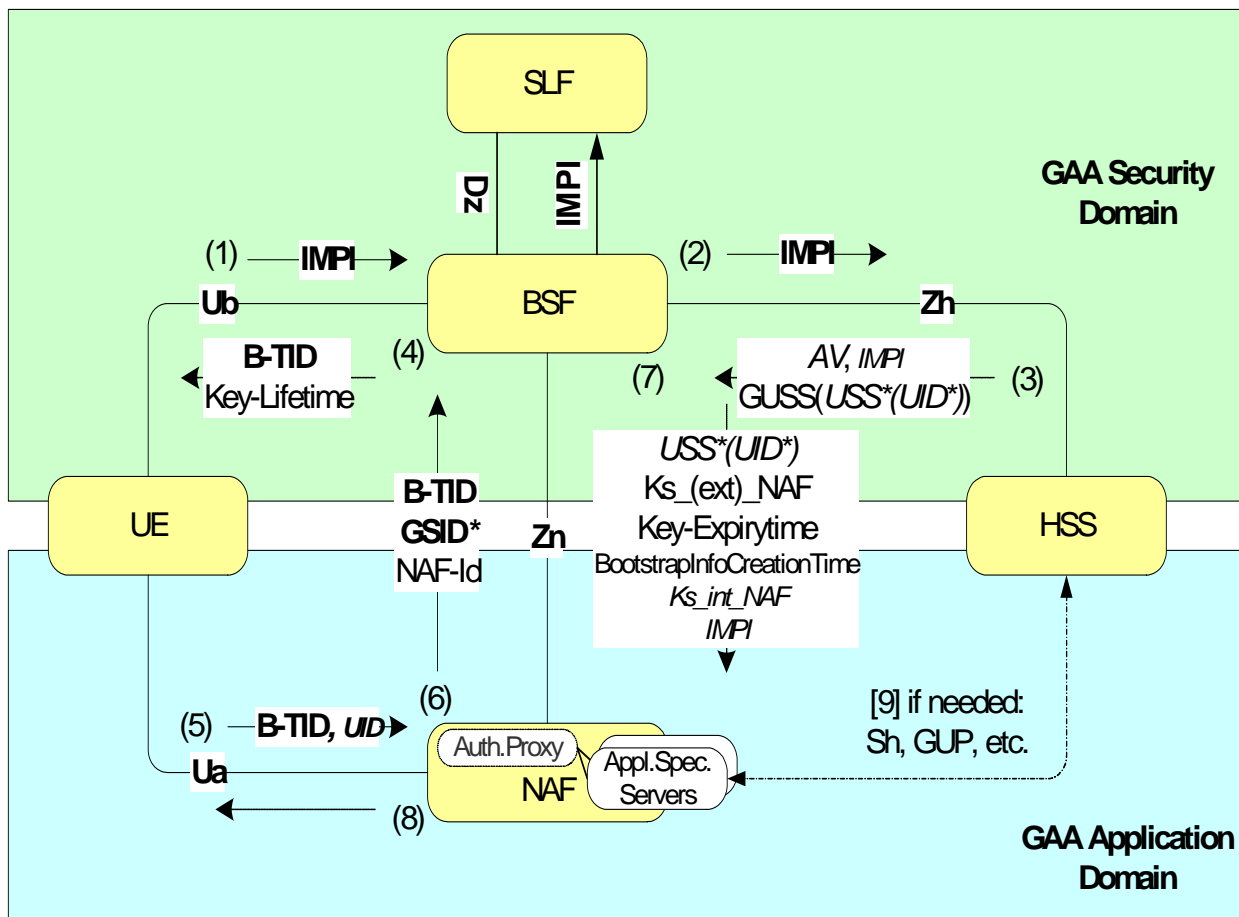 SLF
GAA Security
Domain
Dz
IMPI
(1)
IMPI
(2)
IMPI
Ub
BSF
Zh
B-TID
Key-Lifetime
(4)
(7)
AV, IMPI
GUSS(USS*(UID*))
(3)
USS*(UID*)
Ks_(ext)_NAF
Key-Expirytime
BootstrapInfoCreationTime
Ks_int_NAF
IMPI
UE
B-TID
GSID*
NAF-Id
Zn
HSS
(6)
(5)
B-TID, UID
Ua
Auth.Proxy
NAF
Appl.Spec.
Servers
[9] if needed:
Sh, GUP, etc.
(8)
GAA Application
Domain